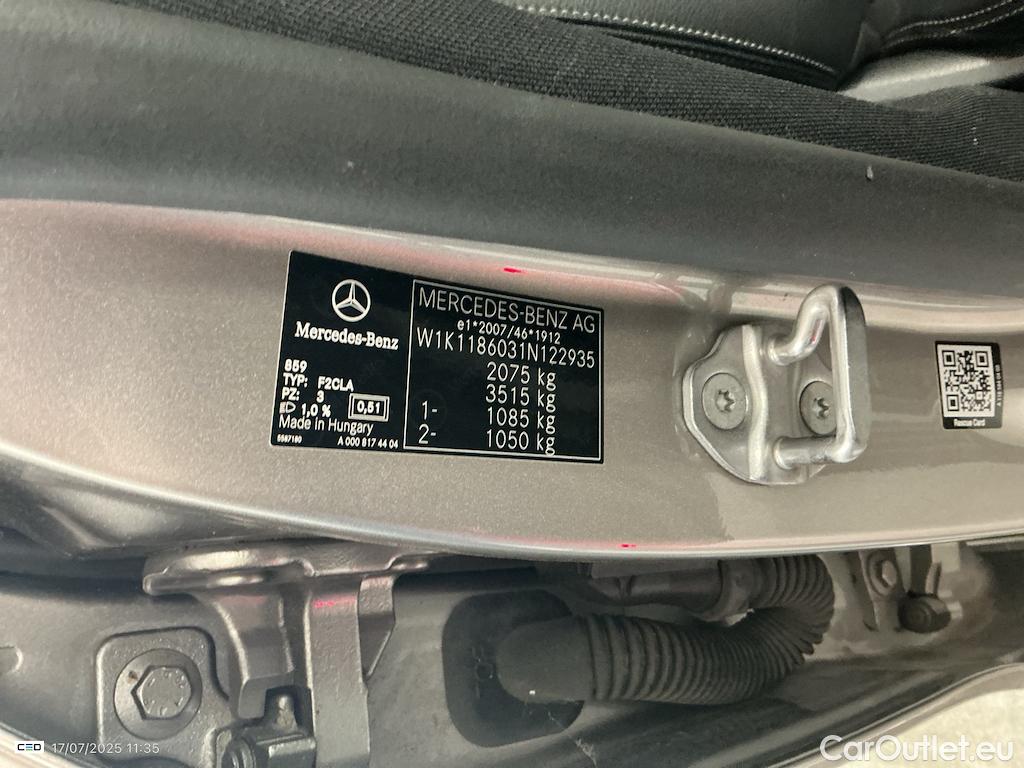 Mercedes-Benz
859
TYP: F2CLA
PZ: 3
1,0 % 0,51
Made in Hungary
A 000 817 44 04
MERCEDES-BENZ AG
e1*2007/46*1912
W1K1186031N122935
2075 kg
3515 kg
1- 1085 kg
2- 1050 kg
Rescue Card
CEO 17/07/2025 11:35
CarOutlet.eu